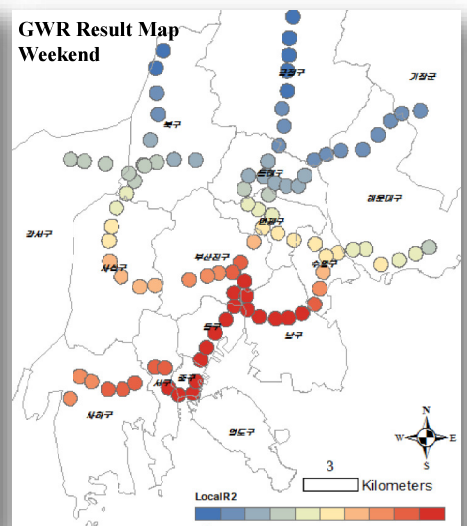 GWR Result Map
Weekend
금정구
기장군
북구
동래구
해운대구
연제구
강서구
부산진구
수영구
사상구
동구
남구
서구
중구
사하구
영도구
N
W
E
S
3
Kilometers
LocalR2